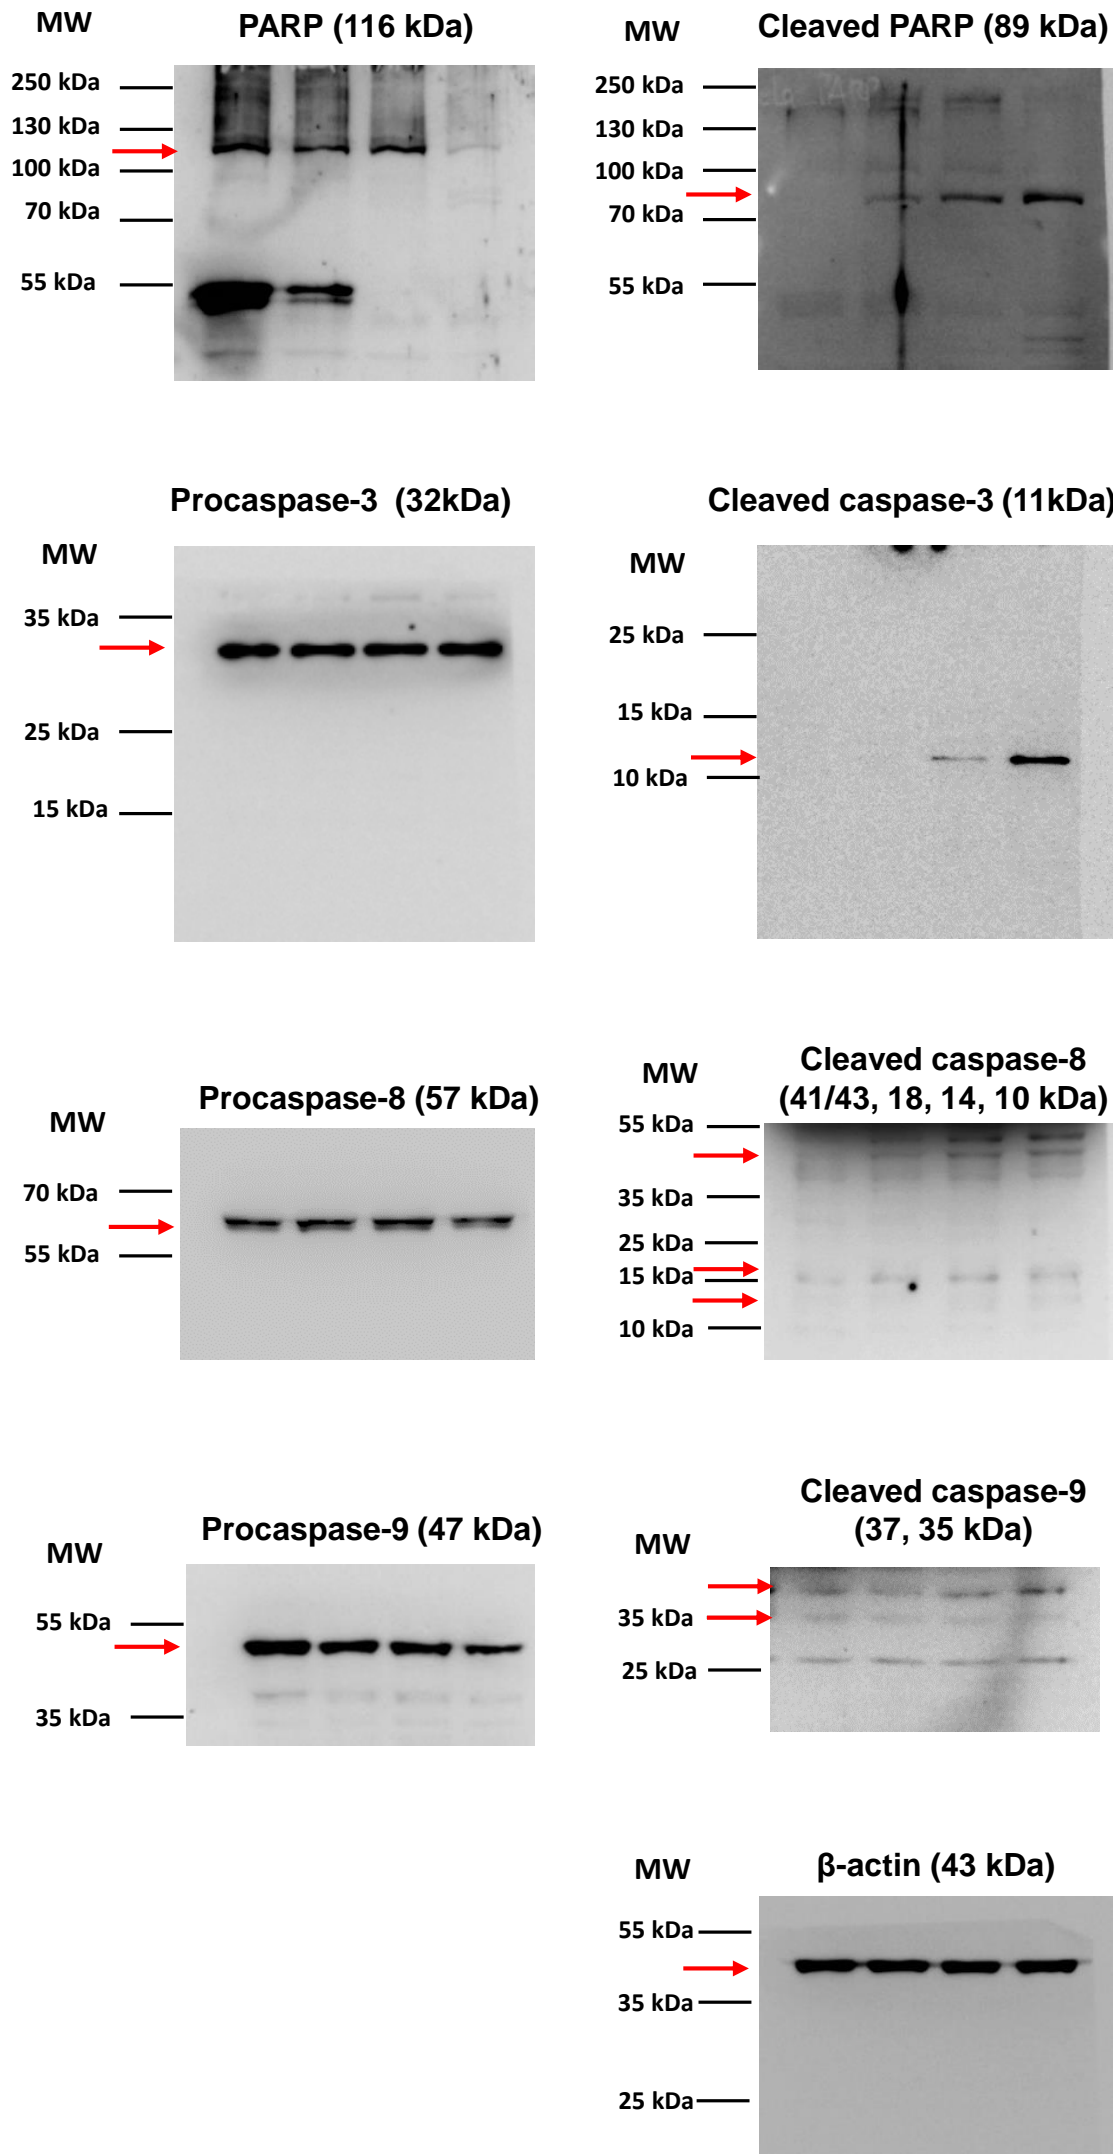 MW
PARP (116 kDa)
250 kDa
130 kDa
100 kDa
70 kDa
55 kDa
MW
Cleaved PARP (89 kDa)
250 kDa
130 kDa
100 kDa
70 kDa
55 kDa
Procaspase-3 (32kDa)
MW
35 kDa
25 kDa
15 kDa
Cleaved caspase-3 (11kDa)
MW
25 kDa
15 kDa
10 kDa
Procaspase-8 (57 kDa)
MW
70 kDa
55 kDa
Cleaved caspase-8
(41/43, 18, 14, 10 kDa)
MW
55 kDa
35 kDa
25 kDa
15 kDa
10 kDa
Procaspase-9 (47 kDa)
MW
55 kDa
35 kDa
Cleaved caspase-9
(37, 35 kDa)
MW
35 kDa
25 kDa
MW
β-actin (43 kDa)
55 kDa
35 kDa
25 kDa